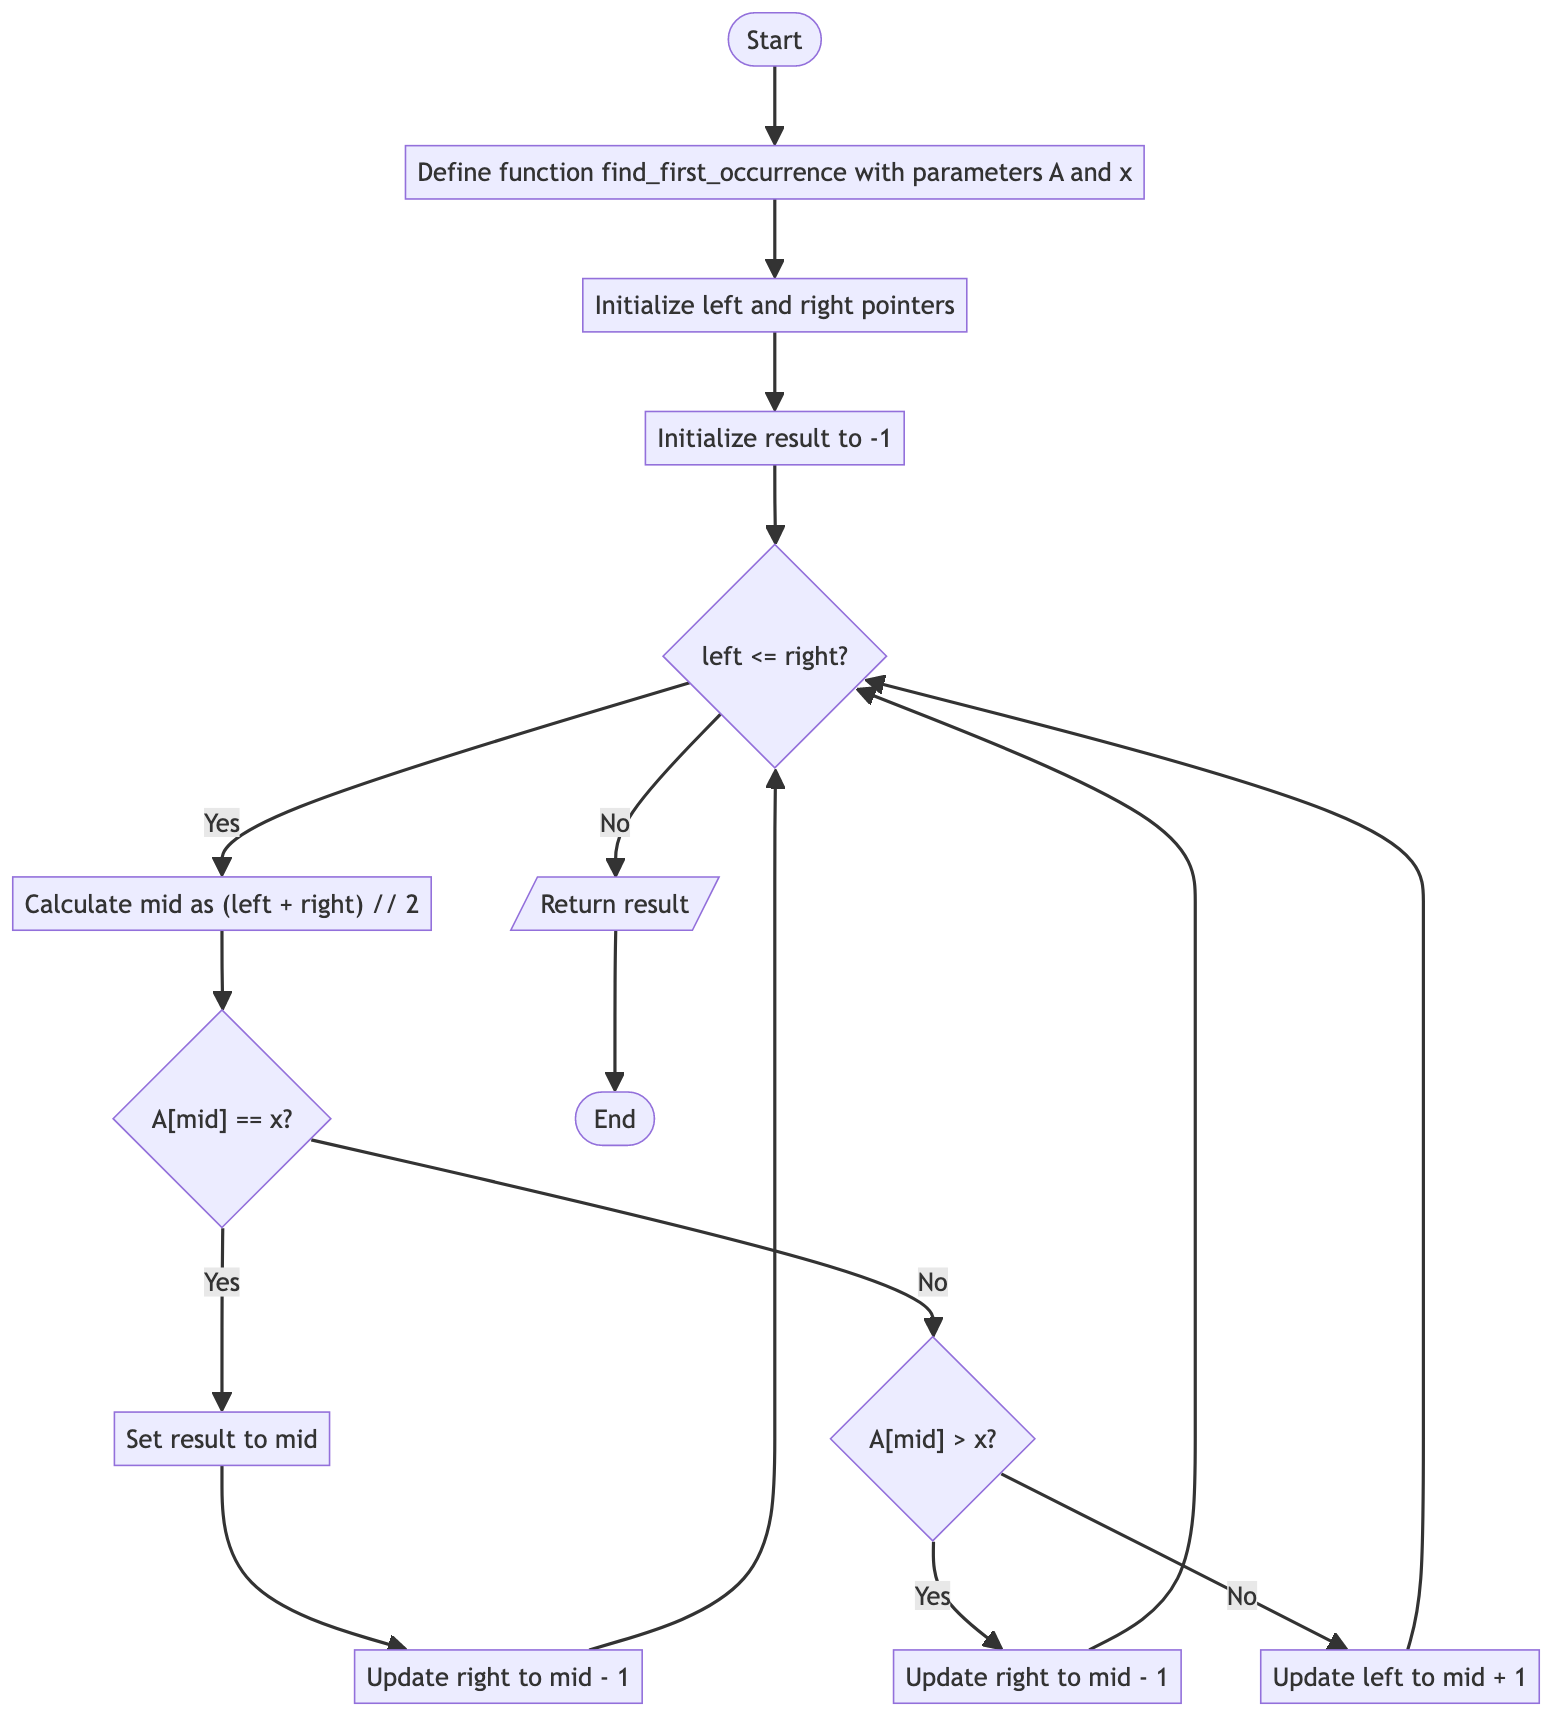 Start
Define function find_first_occurrence with parameters A and x
Initialize left and right pointers
Initialize result to -1
left <= right?
Yes
No
Calculate mid as (left + right) // 2
Return result
A[mid] == x?
End
Yes
No
Set result to mid
A[mid] > x?
Yes
No
Update right to mid - 1
Update right to mid - 1
Update left to mid + 1